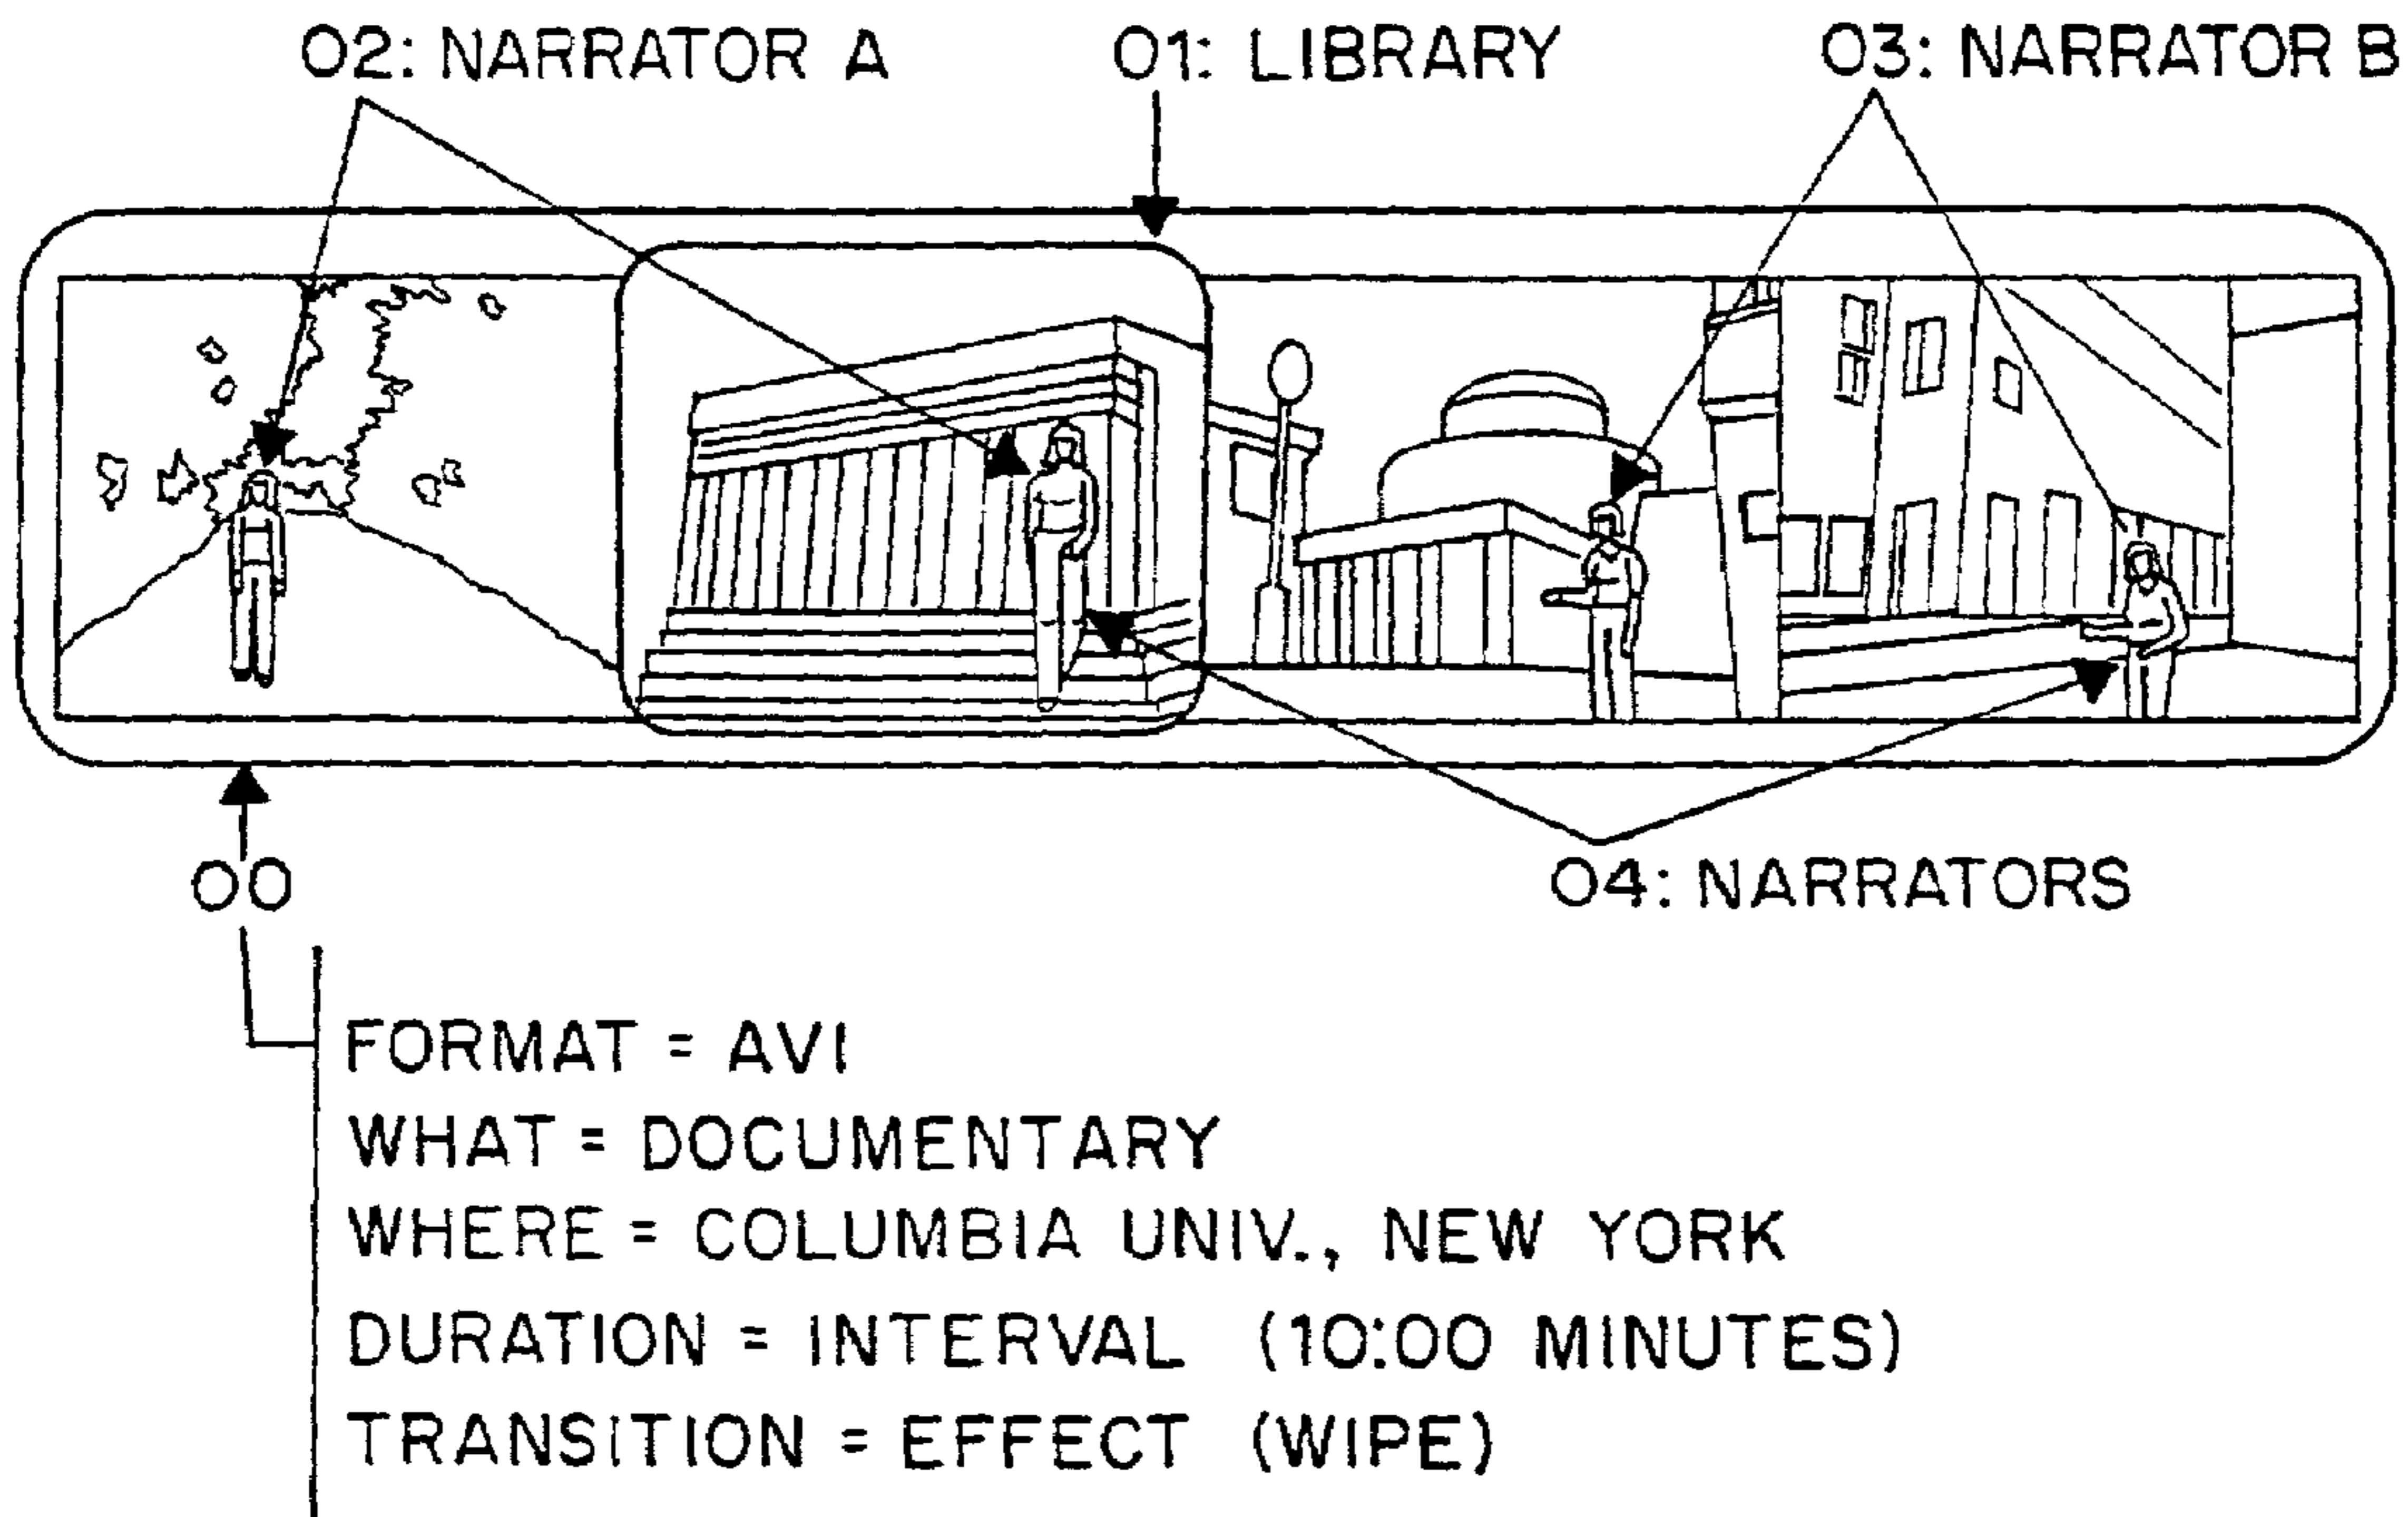 O2: NARRATOR A
O1: LIBRARY
O3: NARRATOR B
O4: NARRATORS
OO
FORMAT = AVI
WHAT = DOCUMENTARY
WHERE = COLUMBIA UNIV., NEW YORK
DURATION = INTERVAL (10:00 MINUTES)
TRANSITION = EFFECT (WIPE)